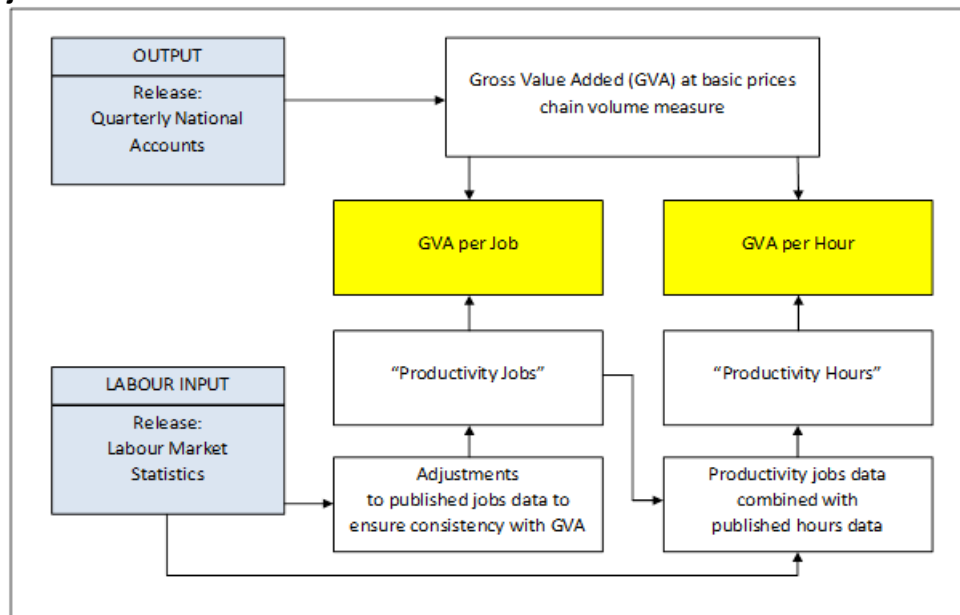 OUTPUT
Release:
Quarterly National
Accounts
Gross Value Added (GVA) at basic prices
chain volume measure
GVA per Job
GVA per Hour
“Productivity Jobs”
“Productivity Hours”
LABOUR INPUT
Release:
Labour Market
Statistics
Adjustments
to published jobs data to
ensure consistency with GVA
Productivity jobs data
combined with
published hours data